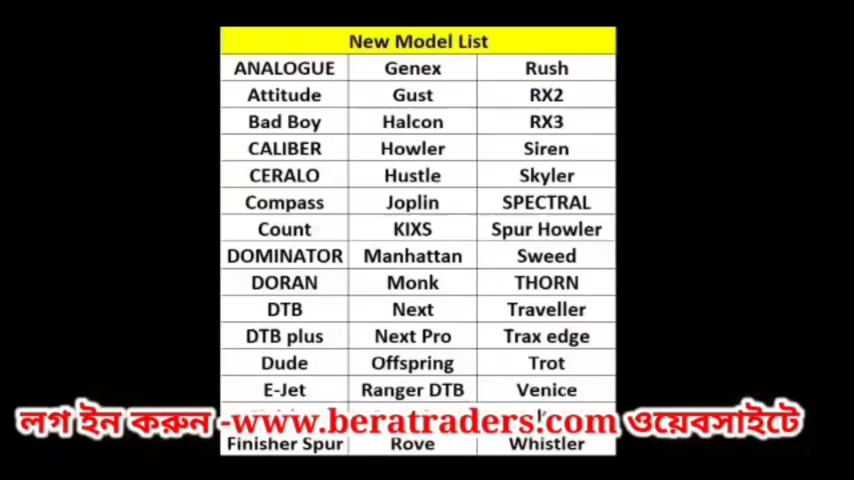 New Model List
ANALOGUE Genex Rush
Attitude Gust RX2
Bad Boy Halcon RX3
CALIBER Howler Siren
CERALO Hustle Skyler
Compass Joplin SPECTRAL
Count KIXS Spur Howler
DOMINATOR Manhattan Sweed
DORAN Monk THORN
DTB Next Traveller
DTB plus Next Pro Trax edge
Dude Offspring Trot
E-Jet Ranger DTB Venice
লগ ইন করুন -www.beratraders.com ওয়েবসাইটে
Finisher Spur Rove Whistler